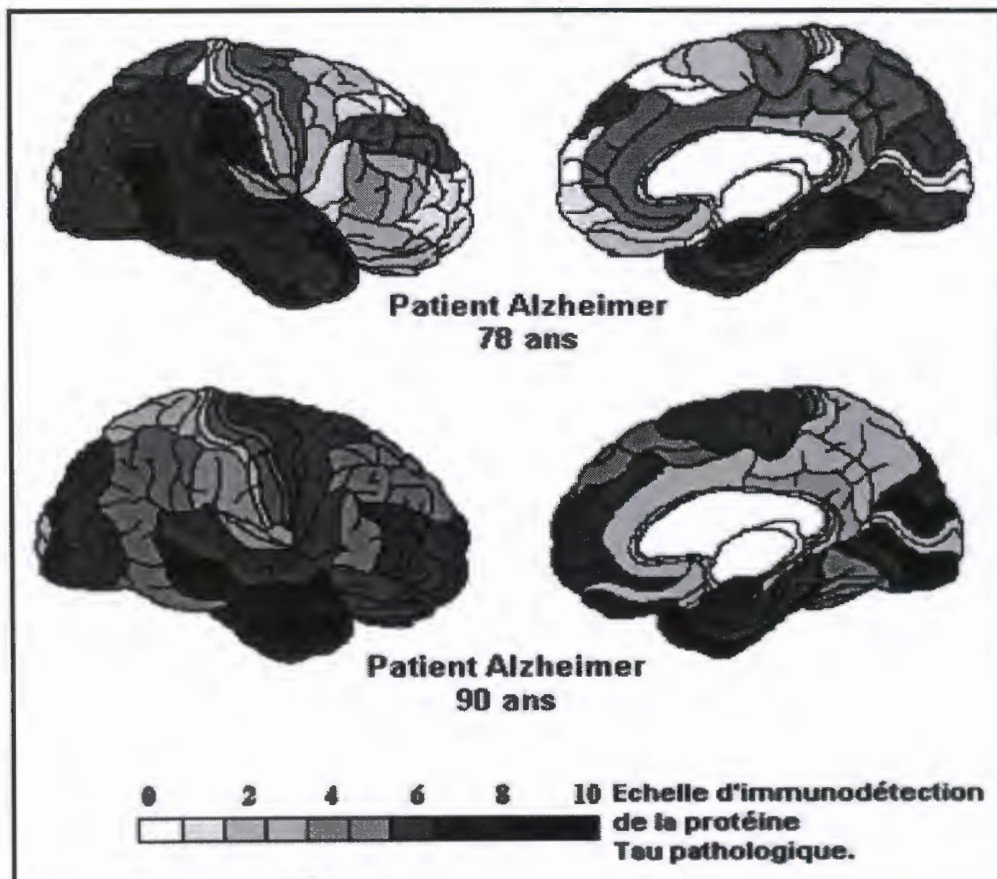 Patient Alzheimer
78 ans
Patient Alzheimer
90 ans
0 2 4 6 8 10 Echelle d'immunodétection
de la protéine
Tau pathologique.